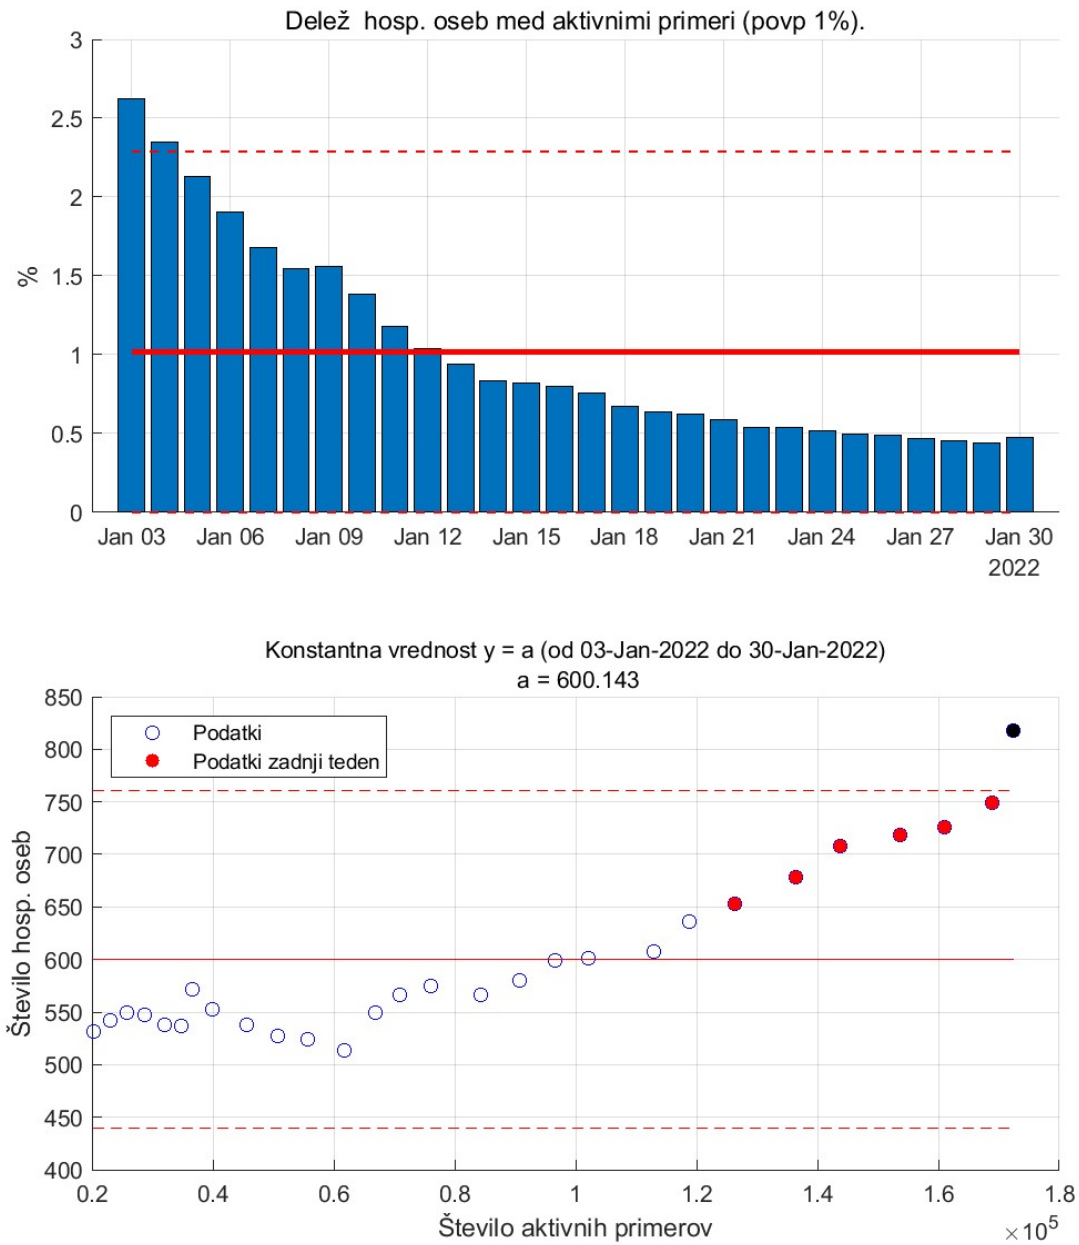 Delež  hosp. oseb med aktivnimi primeri (povp 1%).
3
2.5
2
1.5
1
0.5
0
%
Jan 03 Jan 06 Jan 09 Jan 12 Jan 15 Jan 18 Jan 21 Jan 24 Jan 27 Jan 30
2022
Konstantna vrednost y = a (od 03-Jan-2022 do 30-Jan-2022)
a = 600.143
850
800
750
700
650
600
550
500
450
400
Število hosp. oseb
Podatki
Podatki zadnji teden
0.2 0.4 0.6 0.8 1 1.2 1.4 1.6 1.8
Število aktivnih primerov
×10⁵